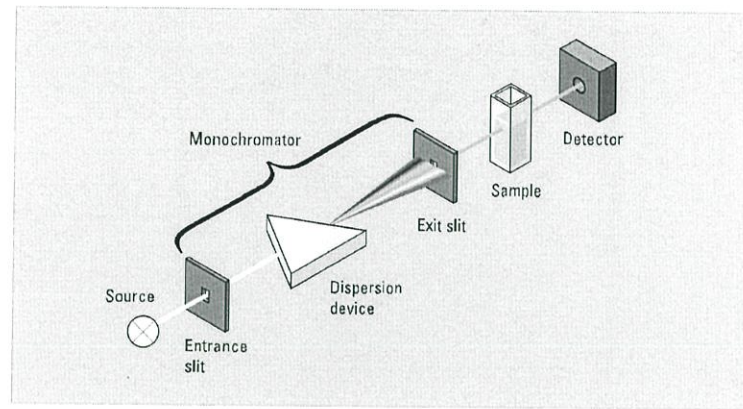 Monochromator
Detector
Sample
Exit slit
Dispersion
device
Source
Entrance
slit